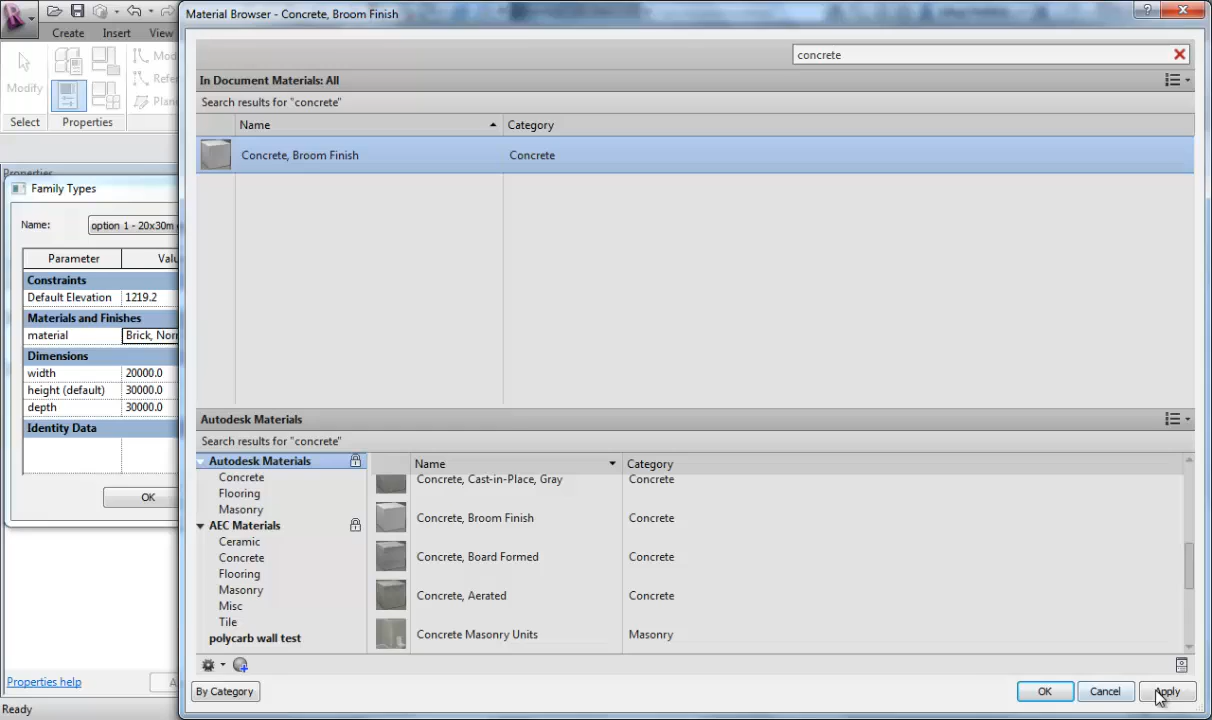 Material Browser - Concrete, Broom Finish
Create Insert View
concrete
In Document Materials: All
Search results for "concrete"
Name Category
Concrete, Broom Finish Concrete
Modify
Select Properties
Family Types
Name: option 1 - 20x30m
Parameter
Constraints
Default Elevation 1219.2
Materials and Finishes
material Brick,
Dimensions
width 20000.0
height (default) 30000.0
depth 30000.0
Identity Data
OK
Properties help
Ready
Autodesk Materials
Search results for "concrete"
Autodesk Materials
Concrete
Flooring
Masonry
AEC Materials
Ceramic
Concrete
Flooring
Masonry
Misc
Tile
polycarb wall test
Name Category
Concrete, Cast-in-Place, Gray Concrete
Concrete, Broom Finish Concrete
Concrete, Board Formed Concrete
Concrete, Aerated Concrete
Concrete Masonry Units Masonry
By Category
OK Cancel Apply